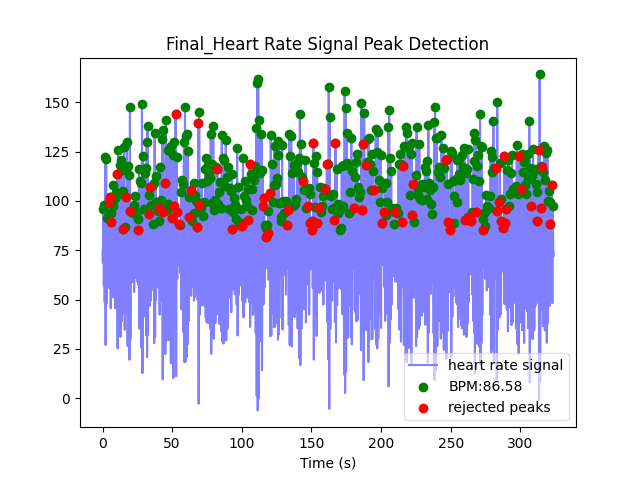 Final_Heart Rate Signal Peak Detection
150
125
100
75
50
25
0
heart rate signal
BPM:86.58
rejected peaks
0 50 100 150 200 250 300
Time (s)